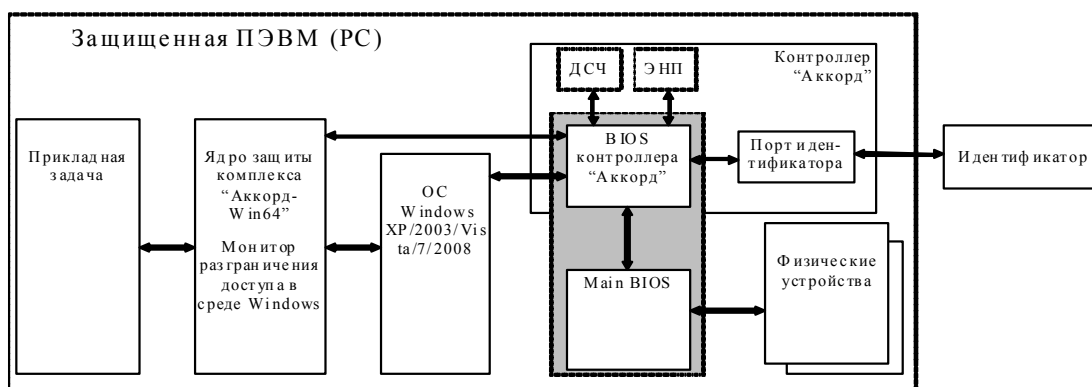 Защищенная ПЭВМ (РС)
ДСЧ
ЭНП
Контроллер
“Аккорд”
Прикладная
задача
Ядро защиты
комплекса
“Аккорд-
Win64”
Монитор
разграничения
доступа в
среде Windows
ОС
Windows
XP/2003/Vis
ta/7/2008
BIOS
контроллера
“Аккорд”
Порт иден-
тификатора
Идентификатор
Main BIOS
Физические
устройства